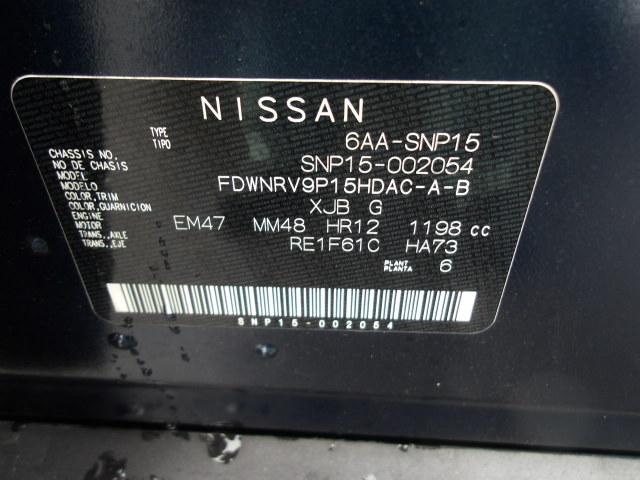 NISSAN
TYPE
TIPO 6AA-SNP15
CHASSIS NO.
NO DE CHASÍS SNP15-002054
MODEL
MODELO FDWNRV9P15HDAC-A-B
COLOR,TRIM
COLOR,GUARNICION XJB G
ENGINE
MOTOR EM47 MM48 HR12 1198 cc
TRANS.,AXLE
TRANS.,EJE RE1F61C HA73
PLANT
PLANTA 6
SNP15-002054